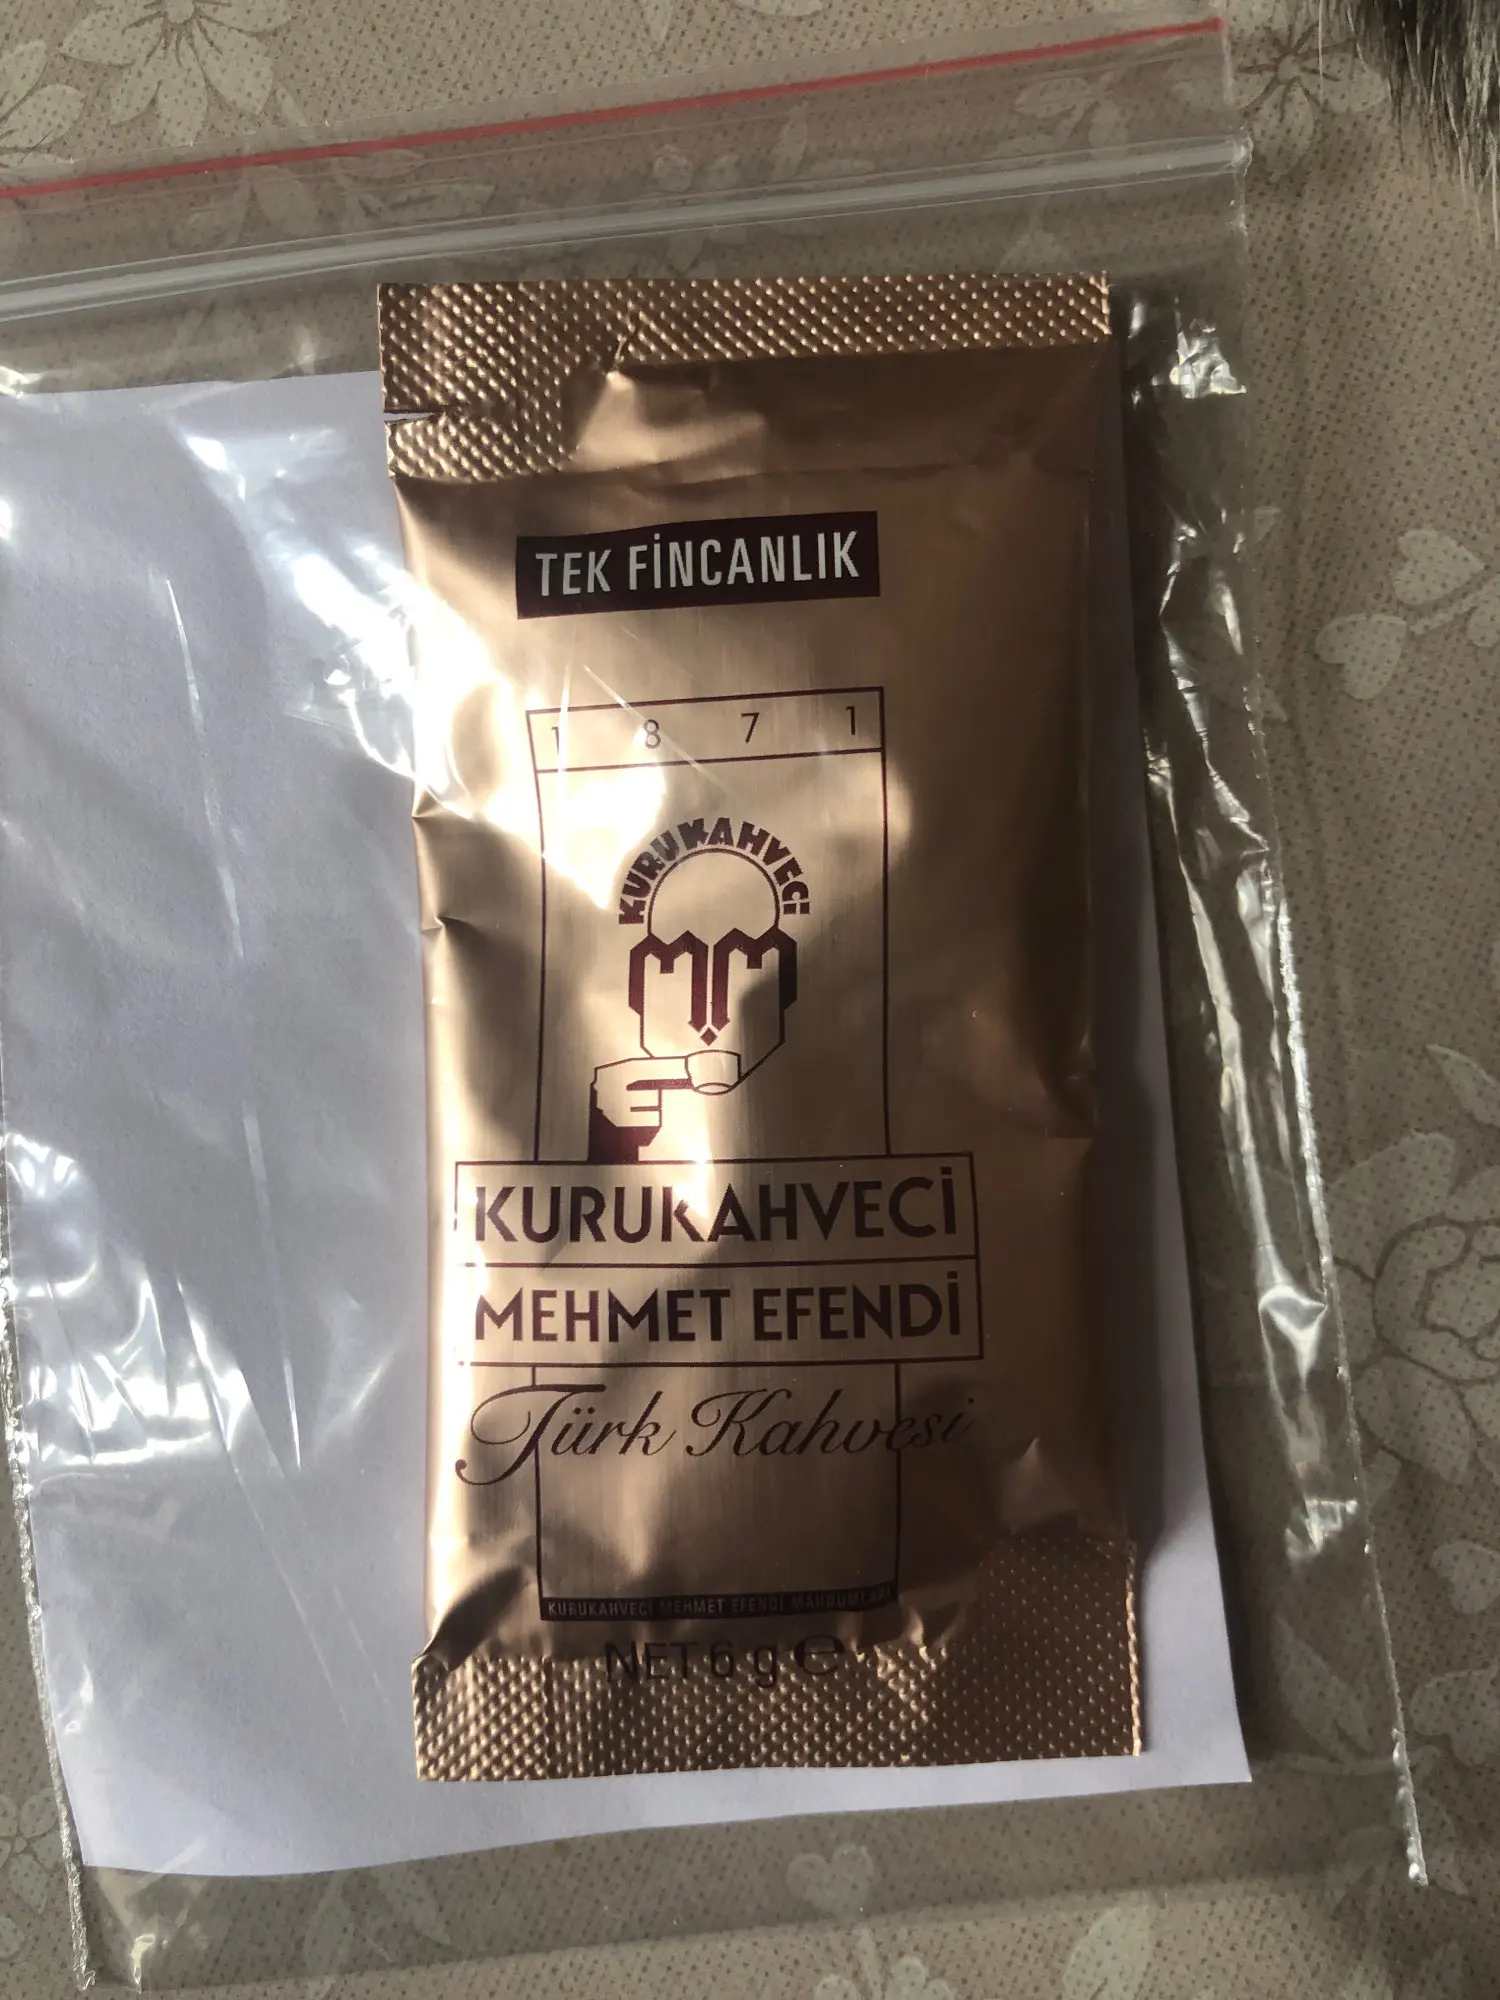 TEK FİNCANLIK
1 8 7 1
KURUKAHVECİ
MM
KURUKAHVECİ
MEHMET EFENDİ
Türk Kahvesi
KURUKAHVECİ MEHMET EFENDİ MAHDUMLARI
NET 6 g e